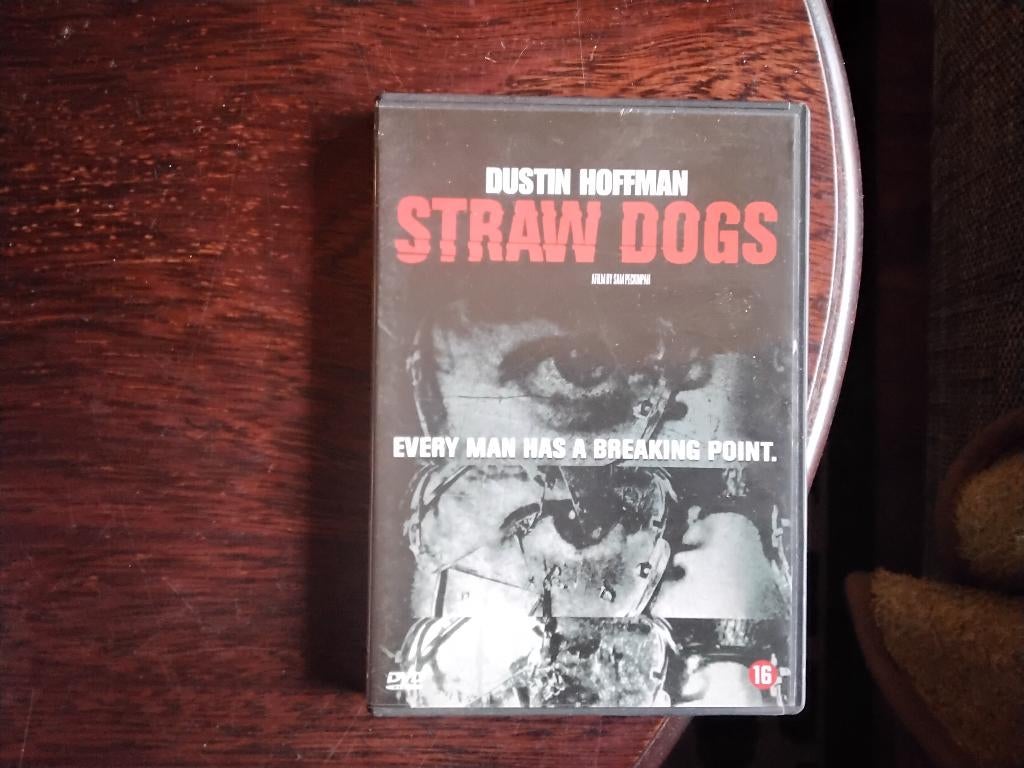 DUSTIN HOFFMAN
STRAW DOGS
A FILM BY SAM PECKINPAH
EVERY MAN HAS A BREAKING POINT.
DVD
16